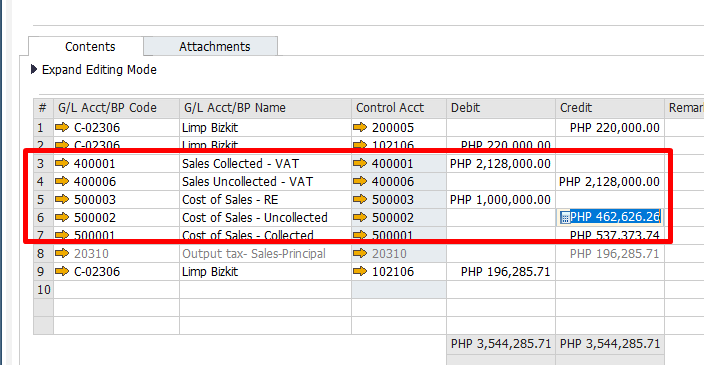 Contents Attachments
Expand Editing Mode
# G/L Acct/BP Code G/L Acct/BP Name Control Acct Debit Credit Remar
1 C-02306 Limp Bizkit 200005 PHP 220,000.00
2 C-02306 Limp Bizkit 102106 PHP 220,000.00
3 400001 Sales Collected - VAT 400001 PHP 2,128,000.00
4 400006 Sales Uncollected - VAT 400006 PHP 2,128,000.00
5 500003 Cost of Sales - RE 500003 PHP 1,000,000.00
6 500002 Cost of Sales - Uncollected 500002 PHP 462,626.26
7 500001 Cost of Sales - Collected 500001 PHP 537,373.74
8 20310 Output tax- Sales-Principal 20310 PHP 196,285.71
9 C-02306 Limp Bizkit 102106 PHP 196,285.71
10
PHP 3,544,285.71 PHP 3,544,285.71